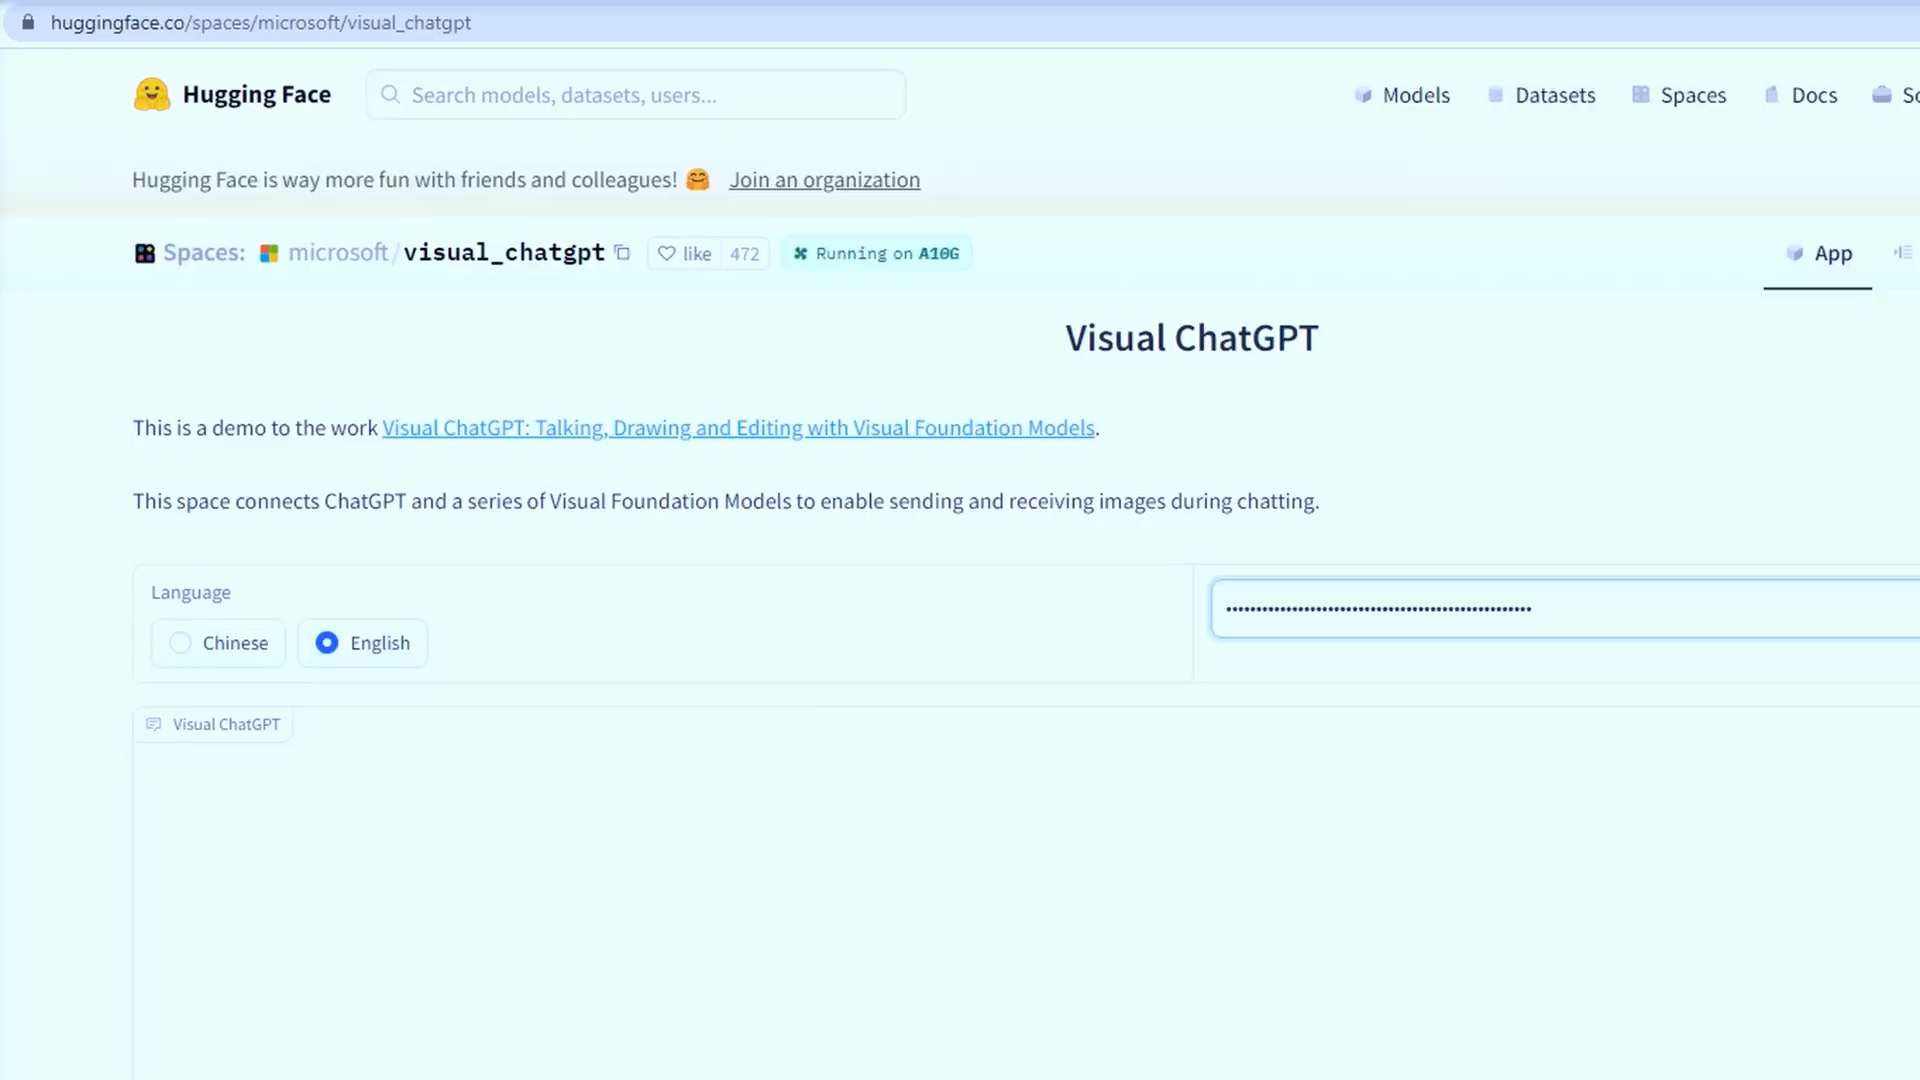 huggingface.co/spaces/microsoft/visual_chatgpt
Hugging Face
Search models, datasets, users...
Models
Datasets
Spaces
Docs
Hugging Face is way more fun with friends and colleagues! 🤗 Join an organization
Spaces: microsoft/visual_chatgpt like 472 Running on A10G
App
Visual ChatGPT
This is a demo to the work Visual ChatGPT: Talking, Drawing and Editing with Visual Foundation Models.
This space connects ChatGPT and a series of Visual Foundation Models to enable sending and receiving images during chatting.
Language
Chinese
English
Visual ChatGPT